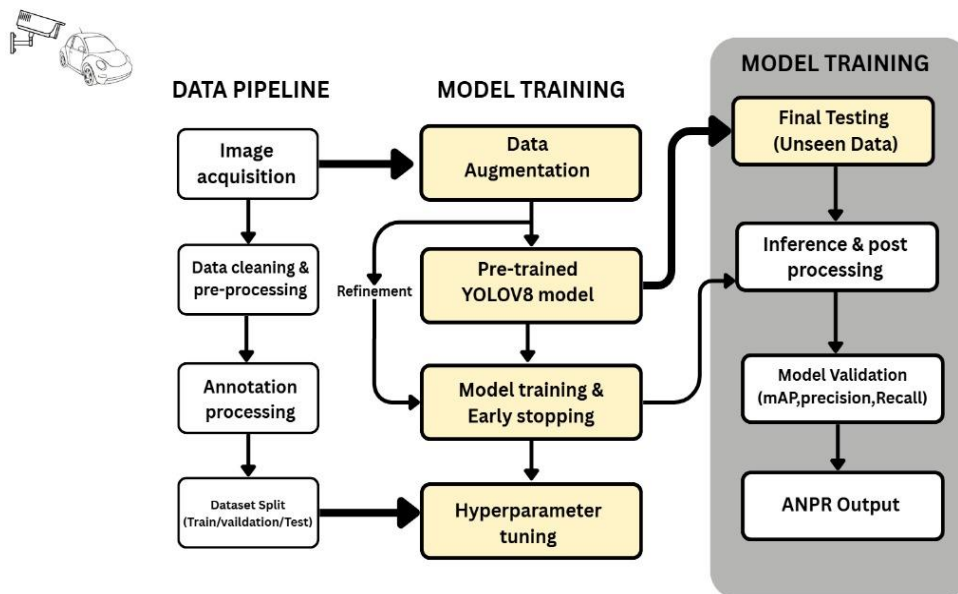 DATA PIPELINE
Image
acquisition
Data cleaning &
pre-processing
Annotation
processing
Dataset Split
(Train/vaildation/Test)
MODEL TRAINING
Data
Augmentation
Refinement
Pre-trained
YOLOV8 model
Model training &
Early stopping
Hyperparameter
tuning
MODEL TRAINING
Final Testing
(Unseen Data)
Inference & post
processing
Model Validation
(mAP,precision,Recall)
ANPR Output